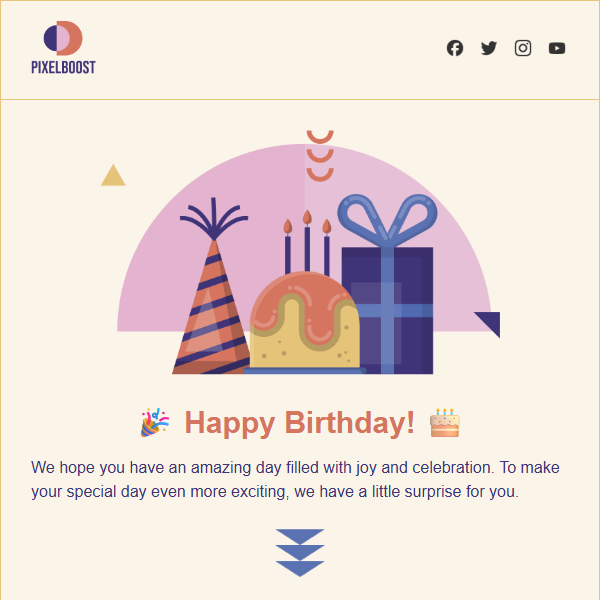 PIXELBOOST
🎉 Happy Birthday! 🎂
We hope you have an amazing day filled with joy and celebration. To make
your special day even more exciting, we have a little surprise for you.